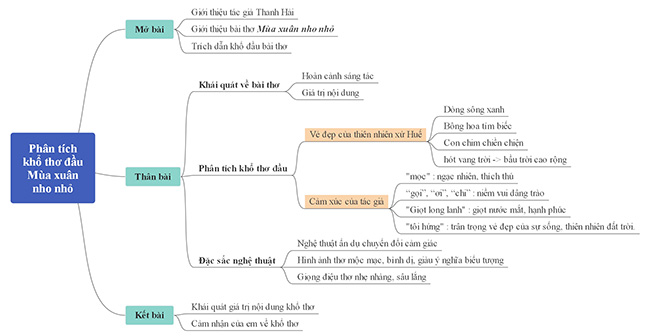 Phân tích
khổ thơ đầu
Mùa xuân
nho nhỏ
Mở bài
Giới thiệu tác giả Thanh Hải
Giới thiệu bài thơ Mùa xuân nho nhỏ
Trích dẫn khổ đầu bài thơ
Thân bài
Khái quát về bài thơ
Hoàn cảnh sáng tác
Giá trị nội dung
Phân tích khổ thơ đầu
Vẻ đẹp của thiên nhiên xứ Huế
Dòng sông xanh
Bông hoa tím biếc
Con chim chiền chiện
hót vang trời -> bầu trời cao rộng
Cảm xúc của tác giả
"mọc" : ngạc nhiên, thích thú
"gọi", "ơi", "chi" : niềm vui dâng trào
"Giọt long lanh" : giọt nước mắt, hạnh phúc
"tôi hứng" : trân trọng vẻ đẹp của sự sống, thiên nhiên đất trời.
Đặc sắc nghệ thuật
Nghệ thuật ẩn dụ chuyển đổi cảm giác
Hình ảnh thơ mộc mạc, bình dị, giàu ý nghĩa biểu tượng
Giọng điệu thơ nhẹ nhàng, sâu lắng
Kết bài
Khái quát giá trị nội dung khổ thơ
Cảm nhận của em về khổ thơ